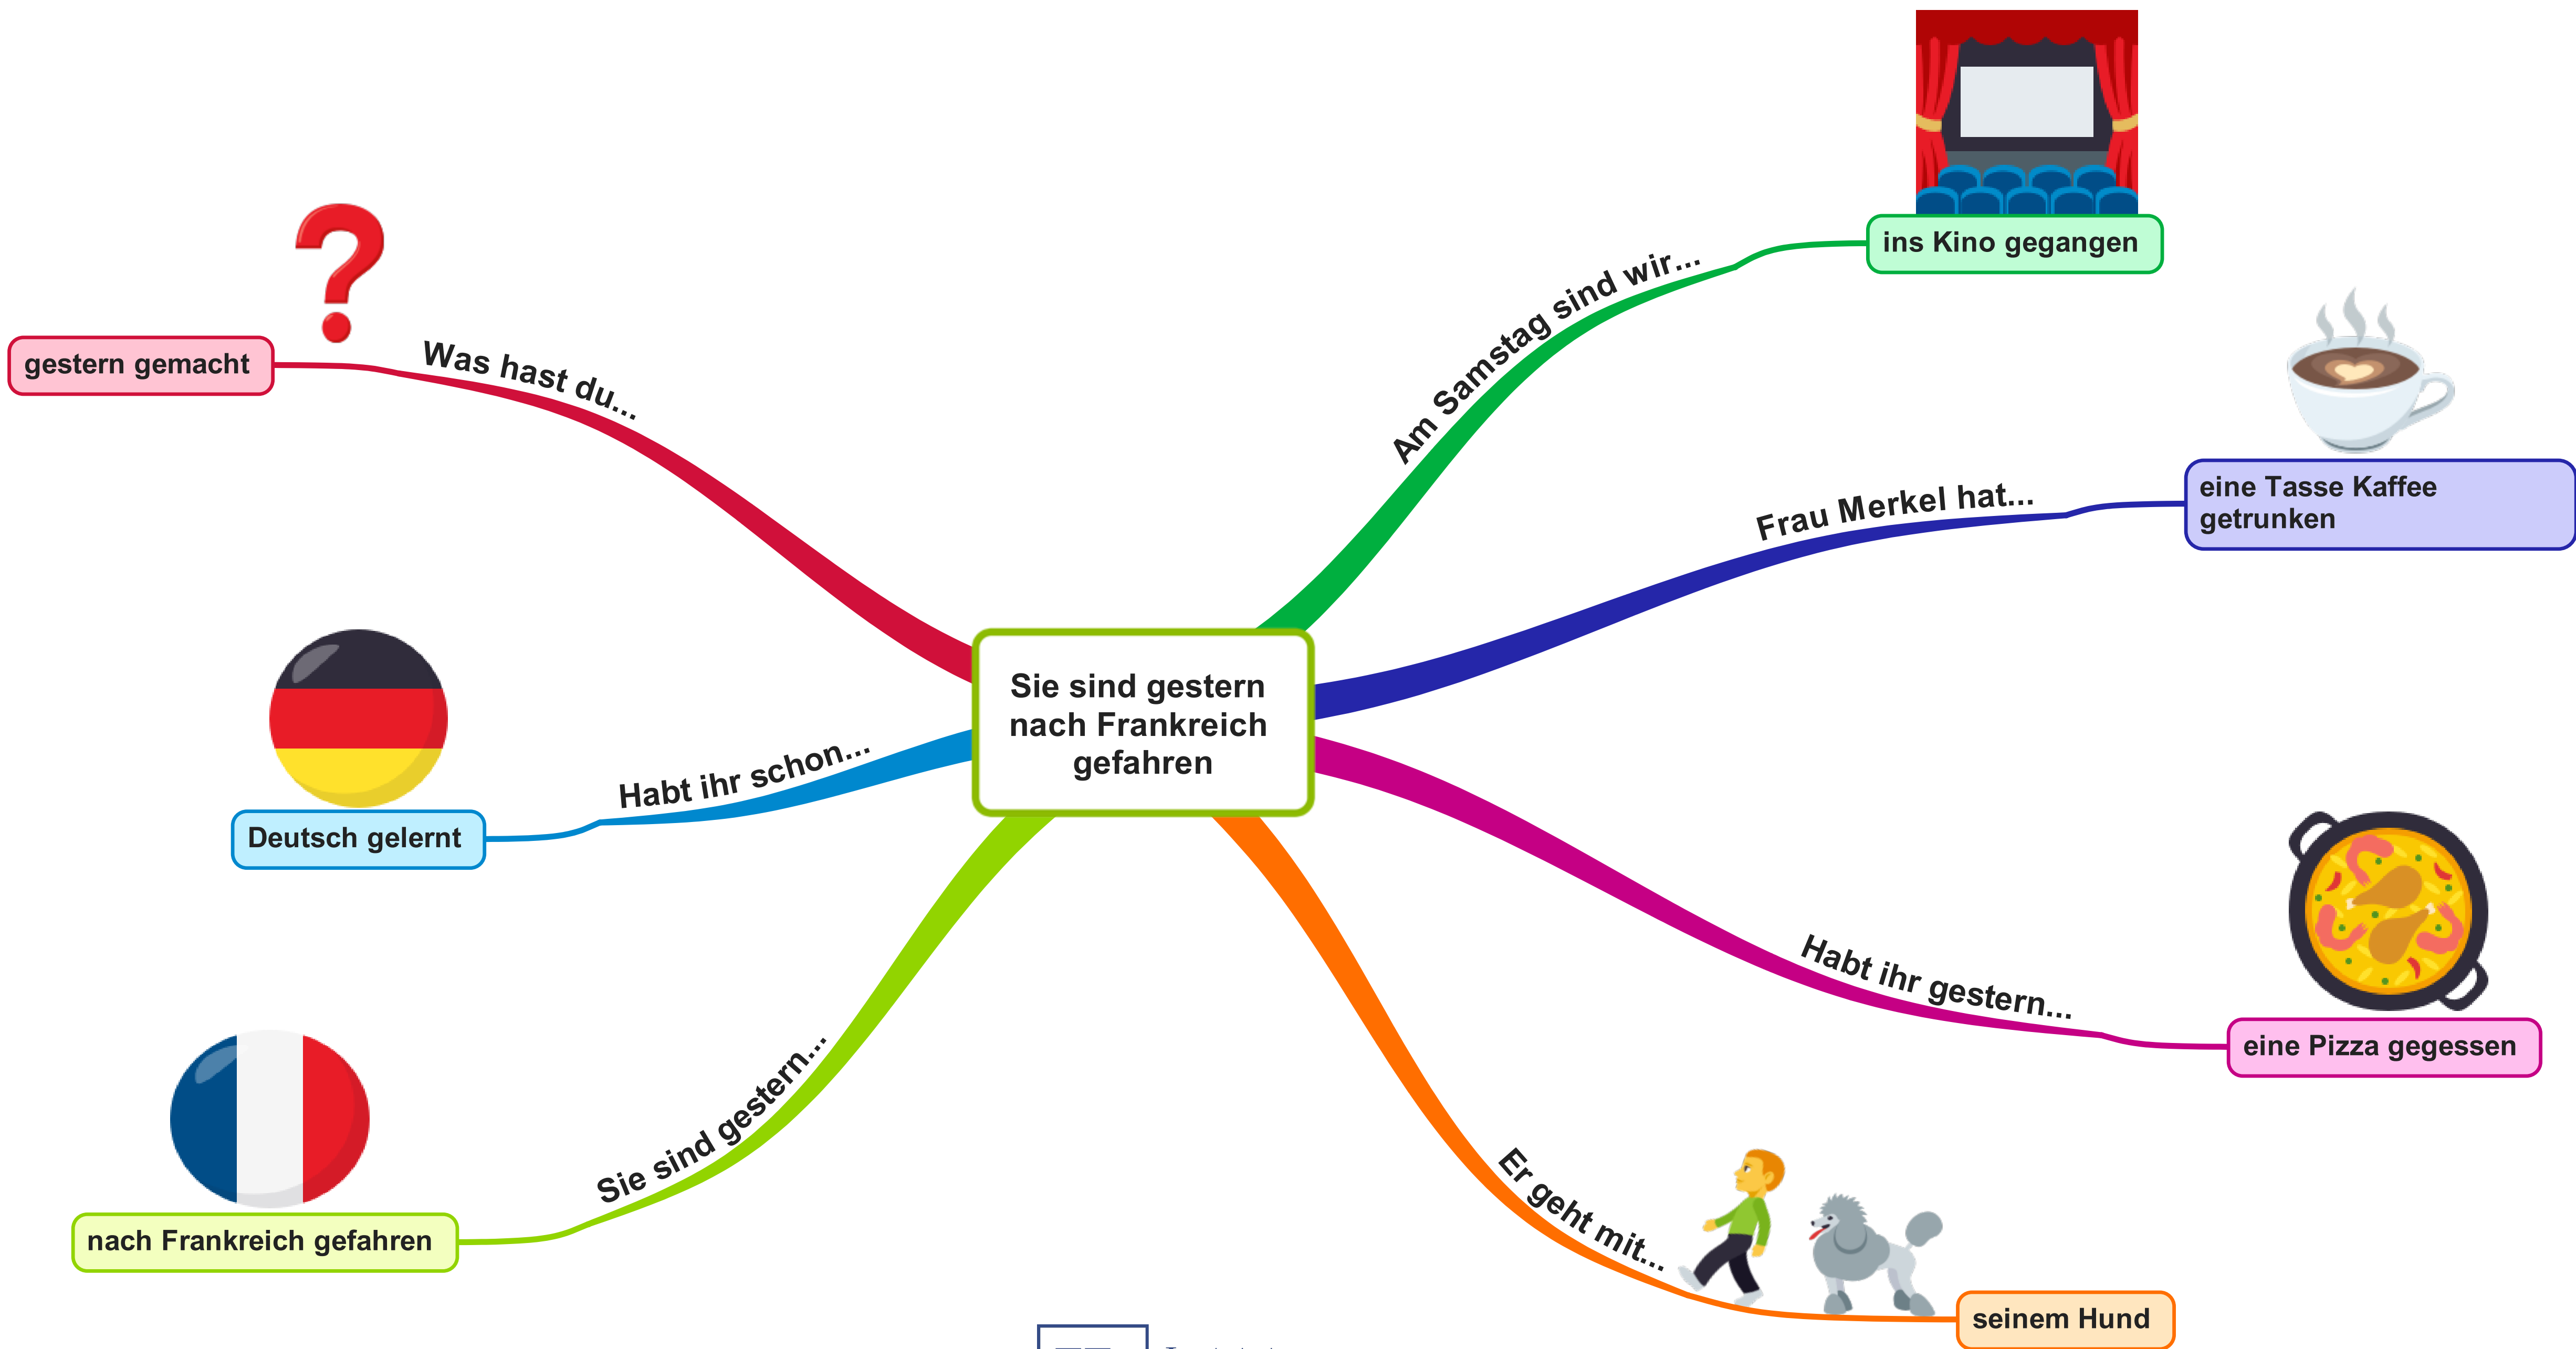 Sie sind gestern
nach Frankreich
gefahren
Am Samstag sind wir...
ins Kino gegangen
Frau Merkel hat...
eine Tasse Kaffee
getrunken
Habt ihr gestern...
eine Pizza gegessen
Er geht mit...
seinem Hund
Sie sind gestern...
nach Frankreich gefahren
Habt ihr schon...
Deutsch gelernt
Was hast du...
gestern gemacht